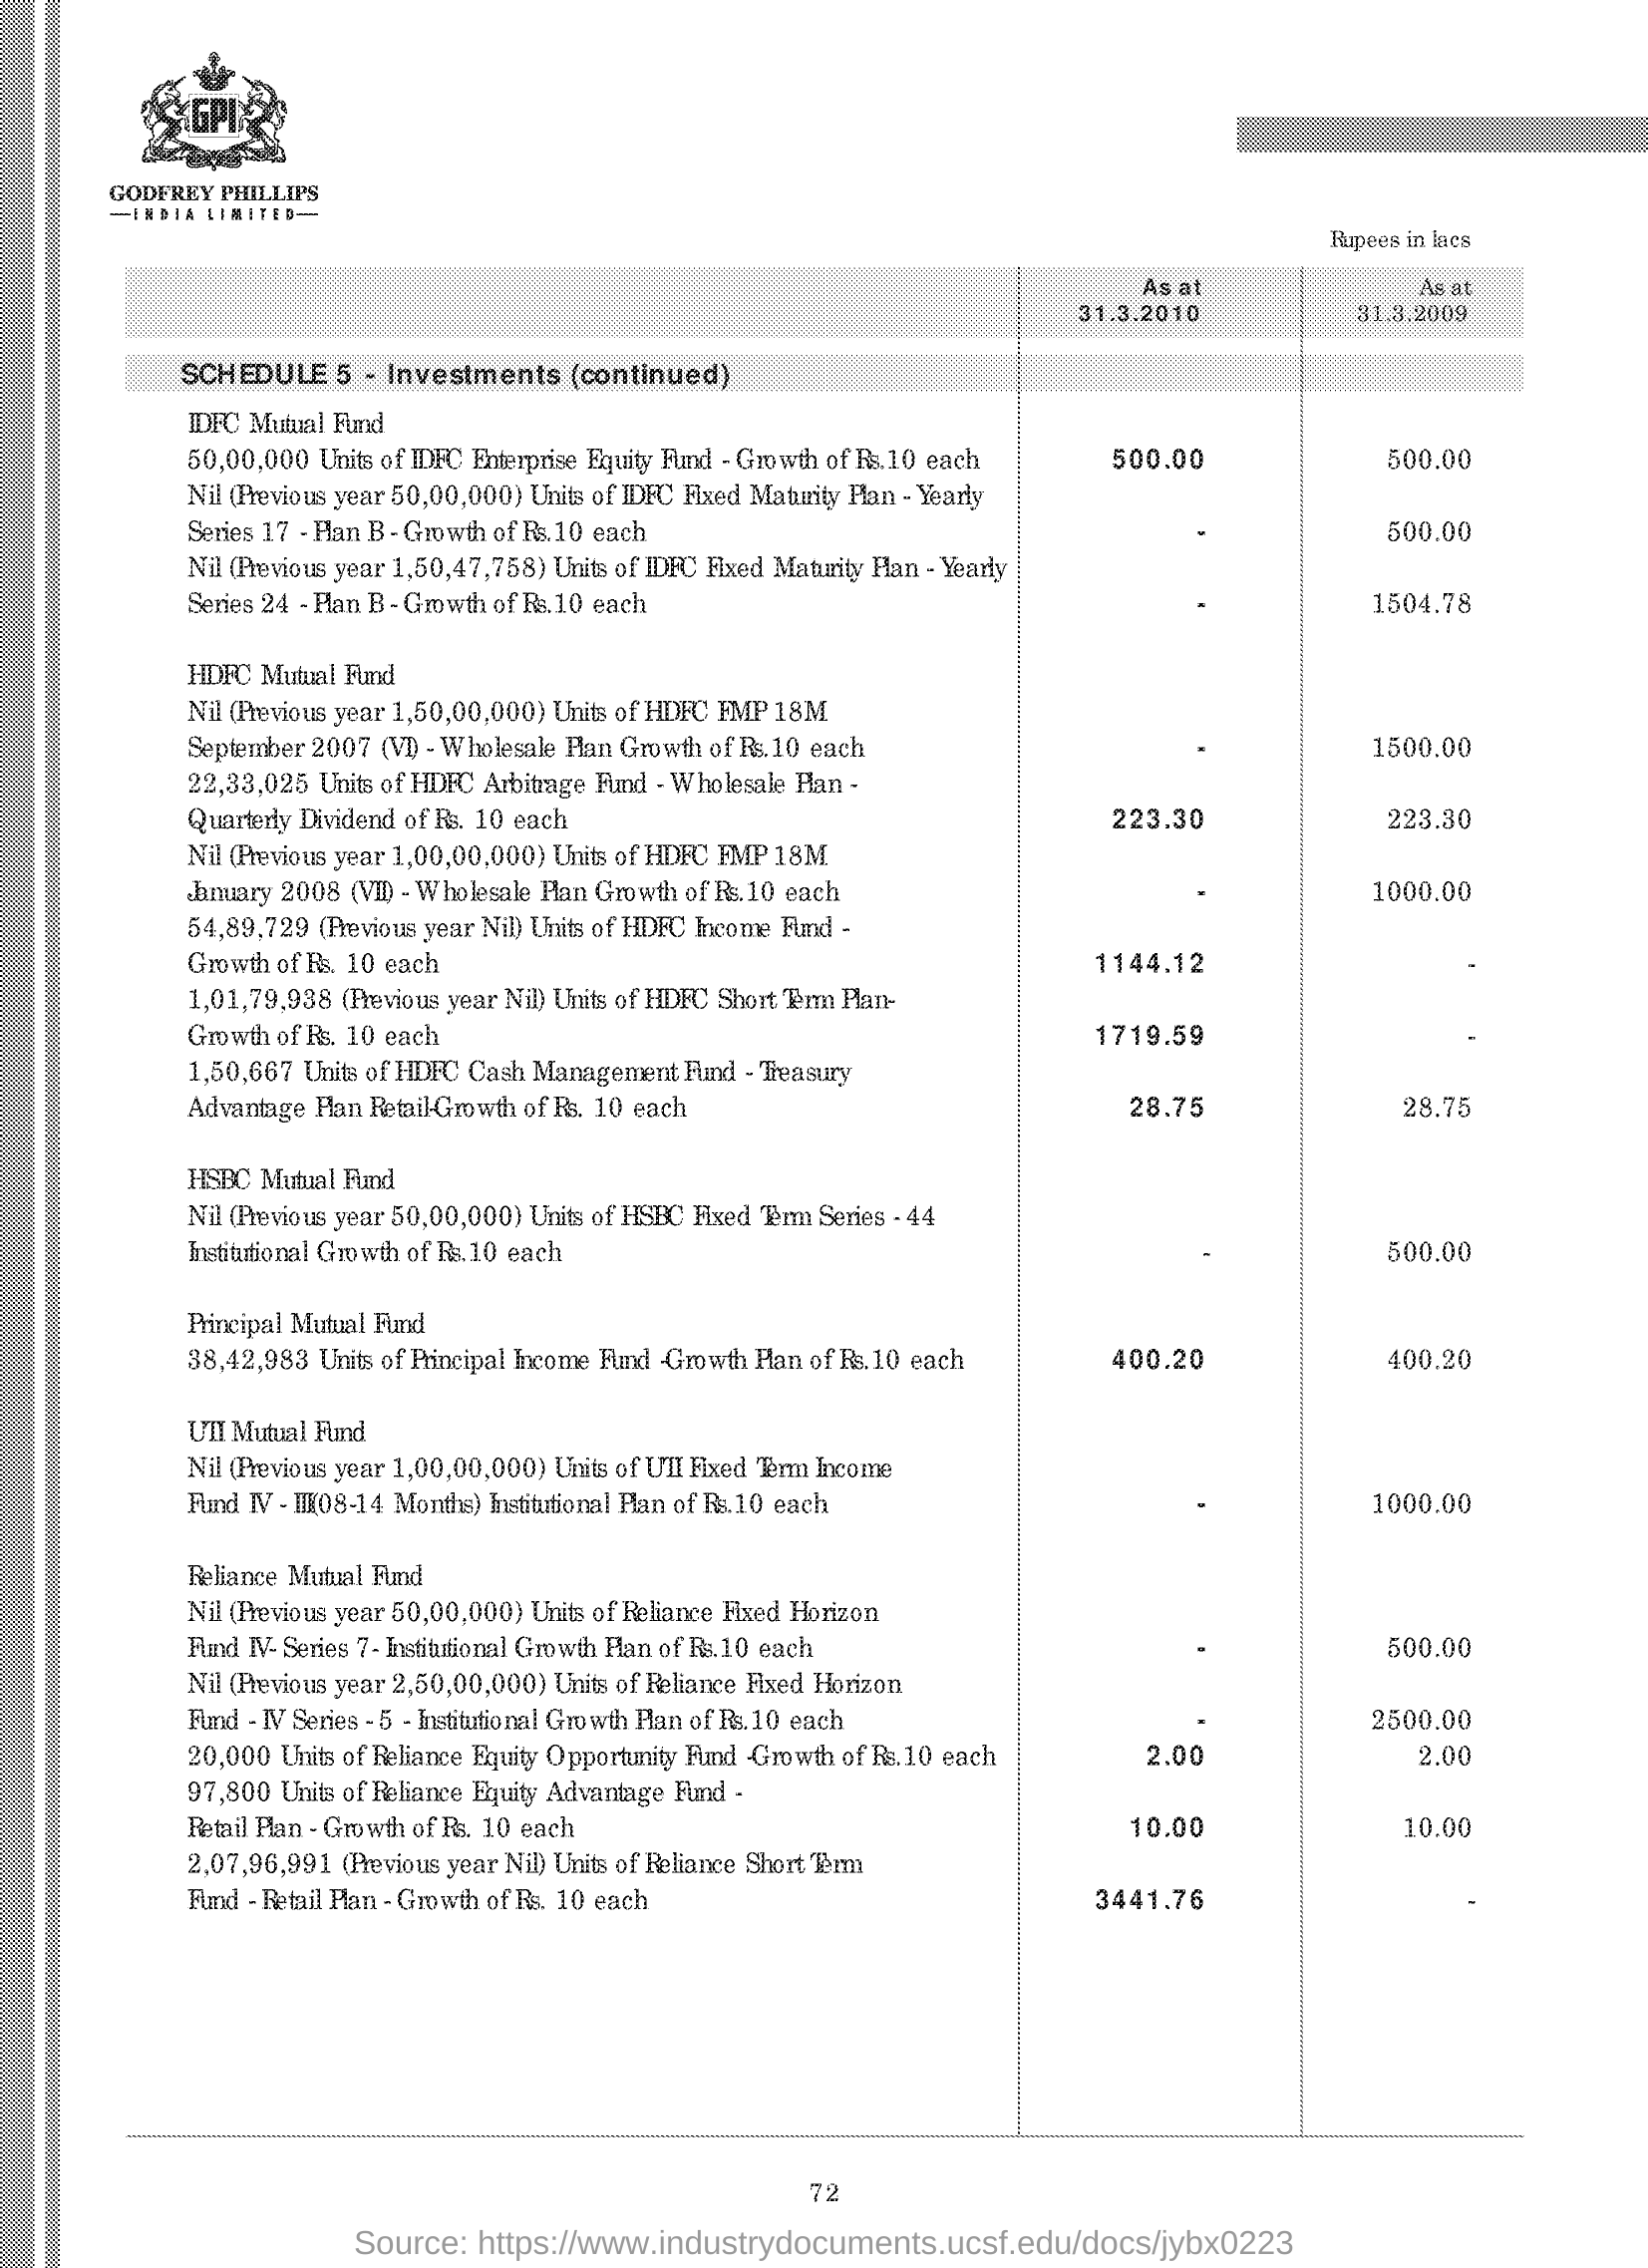 GPI
GODFREY PHILLIPS
INDIA LIMITED
Rupees in lacs
As at As at
31.3.2010 31.3.2009
SCHEDULE 5 - Investments (continued)
IDFC Mutual Fund
50,00,000 Units of IDFC Enterprise Equity Fund - Growth of Rs.10 each 500.00 500.00
Nil (Previous year 50,00,000) Units of IDFC Fixed Maturity Plan - Yearly
Series 17 - Plan B - Growth of Rs.10 each - 500.00
Nil (Previous year 1,50,47,758) Units of IDFC Fixed Maturity Plan - Yearly
Series 24 - Plan B - Growth of Rs.10 each - 1504.78
HDFC Mutual Fund
Nil (Previous year 1,50,00,000) Units of HDFC FMP 18M
September 2007 (VI) - Wholesale Plan Growth of Rs.10 each - 1500.00
22,33,025 Units of HDFC Arbitrage Fund - Wholesale Plan -
Quarterly Dividend of Rs. 10 each 223.30 223.30
Nil (Previous year 1,00,00,000) Units of HDFC FMP 18M
January 2008 (VII) - Wholesale Plan Growth of Rs.10 each - 1000.00
54,89,729 (Previous year Nil) Units of HDFC Income Fund -
Growth of Rs. 10 each 1144.12 -
1,01,79,938 (Previous year Nil) Units of HDFC Short Term Plan-
Growth of Rs. 10 each 1719.59 -
1,50,667 Units of HDFC Cash Management Fund - Treasury
Advantage Plan Retail-Growth of Rs. 10 each 28.75 28.75
HSBC Mutual Fund
Nil (Previous year 50,00,000) Units of HSBC Fixed Term Series - 44
Institutional Growth of Rs.10 each - 500.00
Principal Mutual Fund
38,42,983 Units of Principal Income Fund -Growth Plan of Rs.10 each 400.20 400.20
UTI Mutual Fund
Nil (Previous year 1,00,00,000) Units of UTI Fixed Term Income
Fund IV - III(08-14 Months) Institutional Plan of Rs.10 each - 1000.00
Reliance Mutual Fund
Nil (Previous year 50,00,000) Units of Reliance Fixed Horizon
Fund IV- Series 7- Institutional Growth Plan of Rs.10 each - 500.00
Nil (Previous year 2,50,00,000) Units of Reliance Fixed Horizon
Fund - IV Series - 5 - Institutional Growth Plan of Rs.10 each - 2500.00
20,000 Units of Reliance Equity Opportunity Fund -Growth of Rs.10 each 2.00 2.00
97,800 Units of Reliance Equity Advantage Fund -
Retail Plan - Growth of Rs. 10 each 10.00 10.00
2,07,96,991 (Previous year Nil) Units of Reliance Short Term
Fund - Retail Plan - Growth of Rs. 10 each 3441.76 -
72
Source: https://www.industrydocuments.ucsf.edu/docs/jybx0223